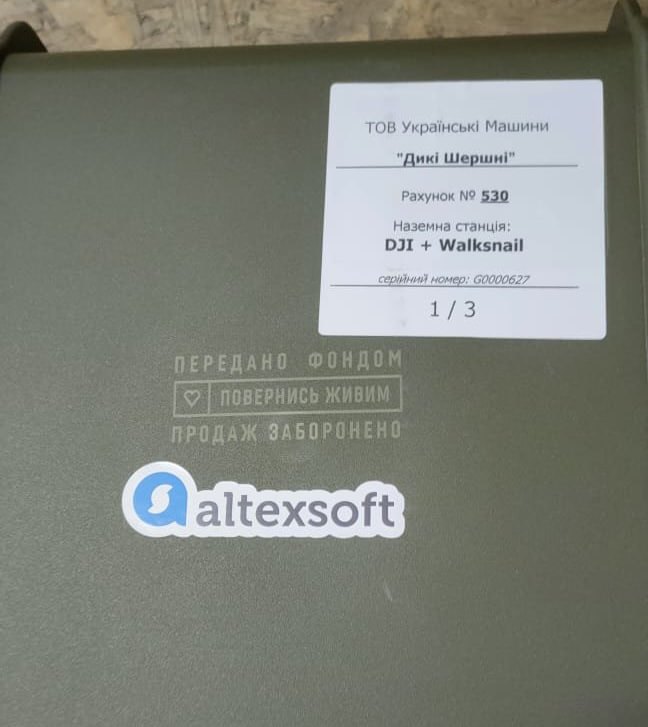 ТОВ Українські Машини
"Дикі Шершні"
Рахунок № 530
Наземна станція:
DJI + Walksnail
серійний номер: G0000627
1 / 3
ПЕРЕДАНО ФОНДОМ
ПОВЕРНИСЬ ЖИВИМ
ПРОДАЖ ЗАБОРОНЕНО
altexsoft